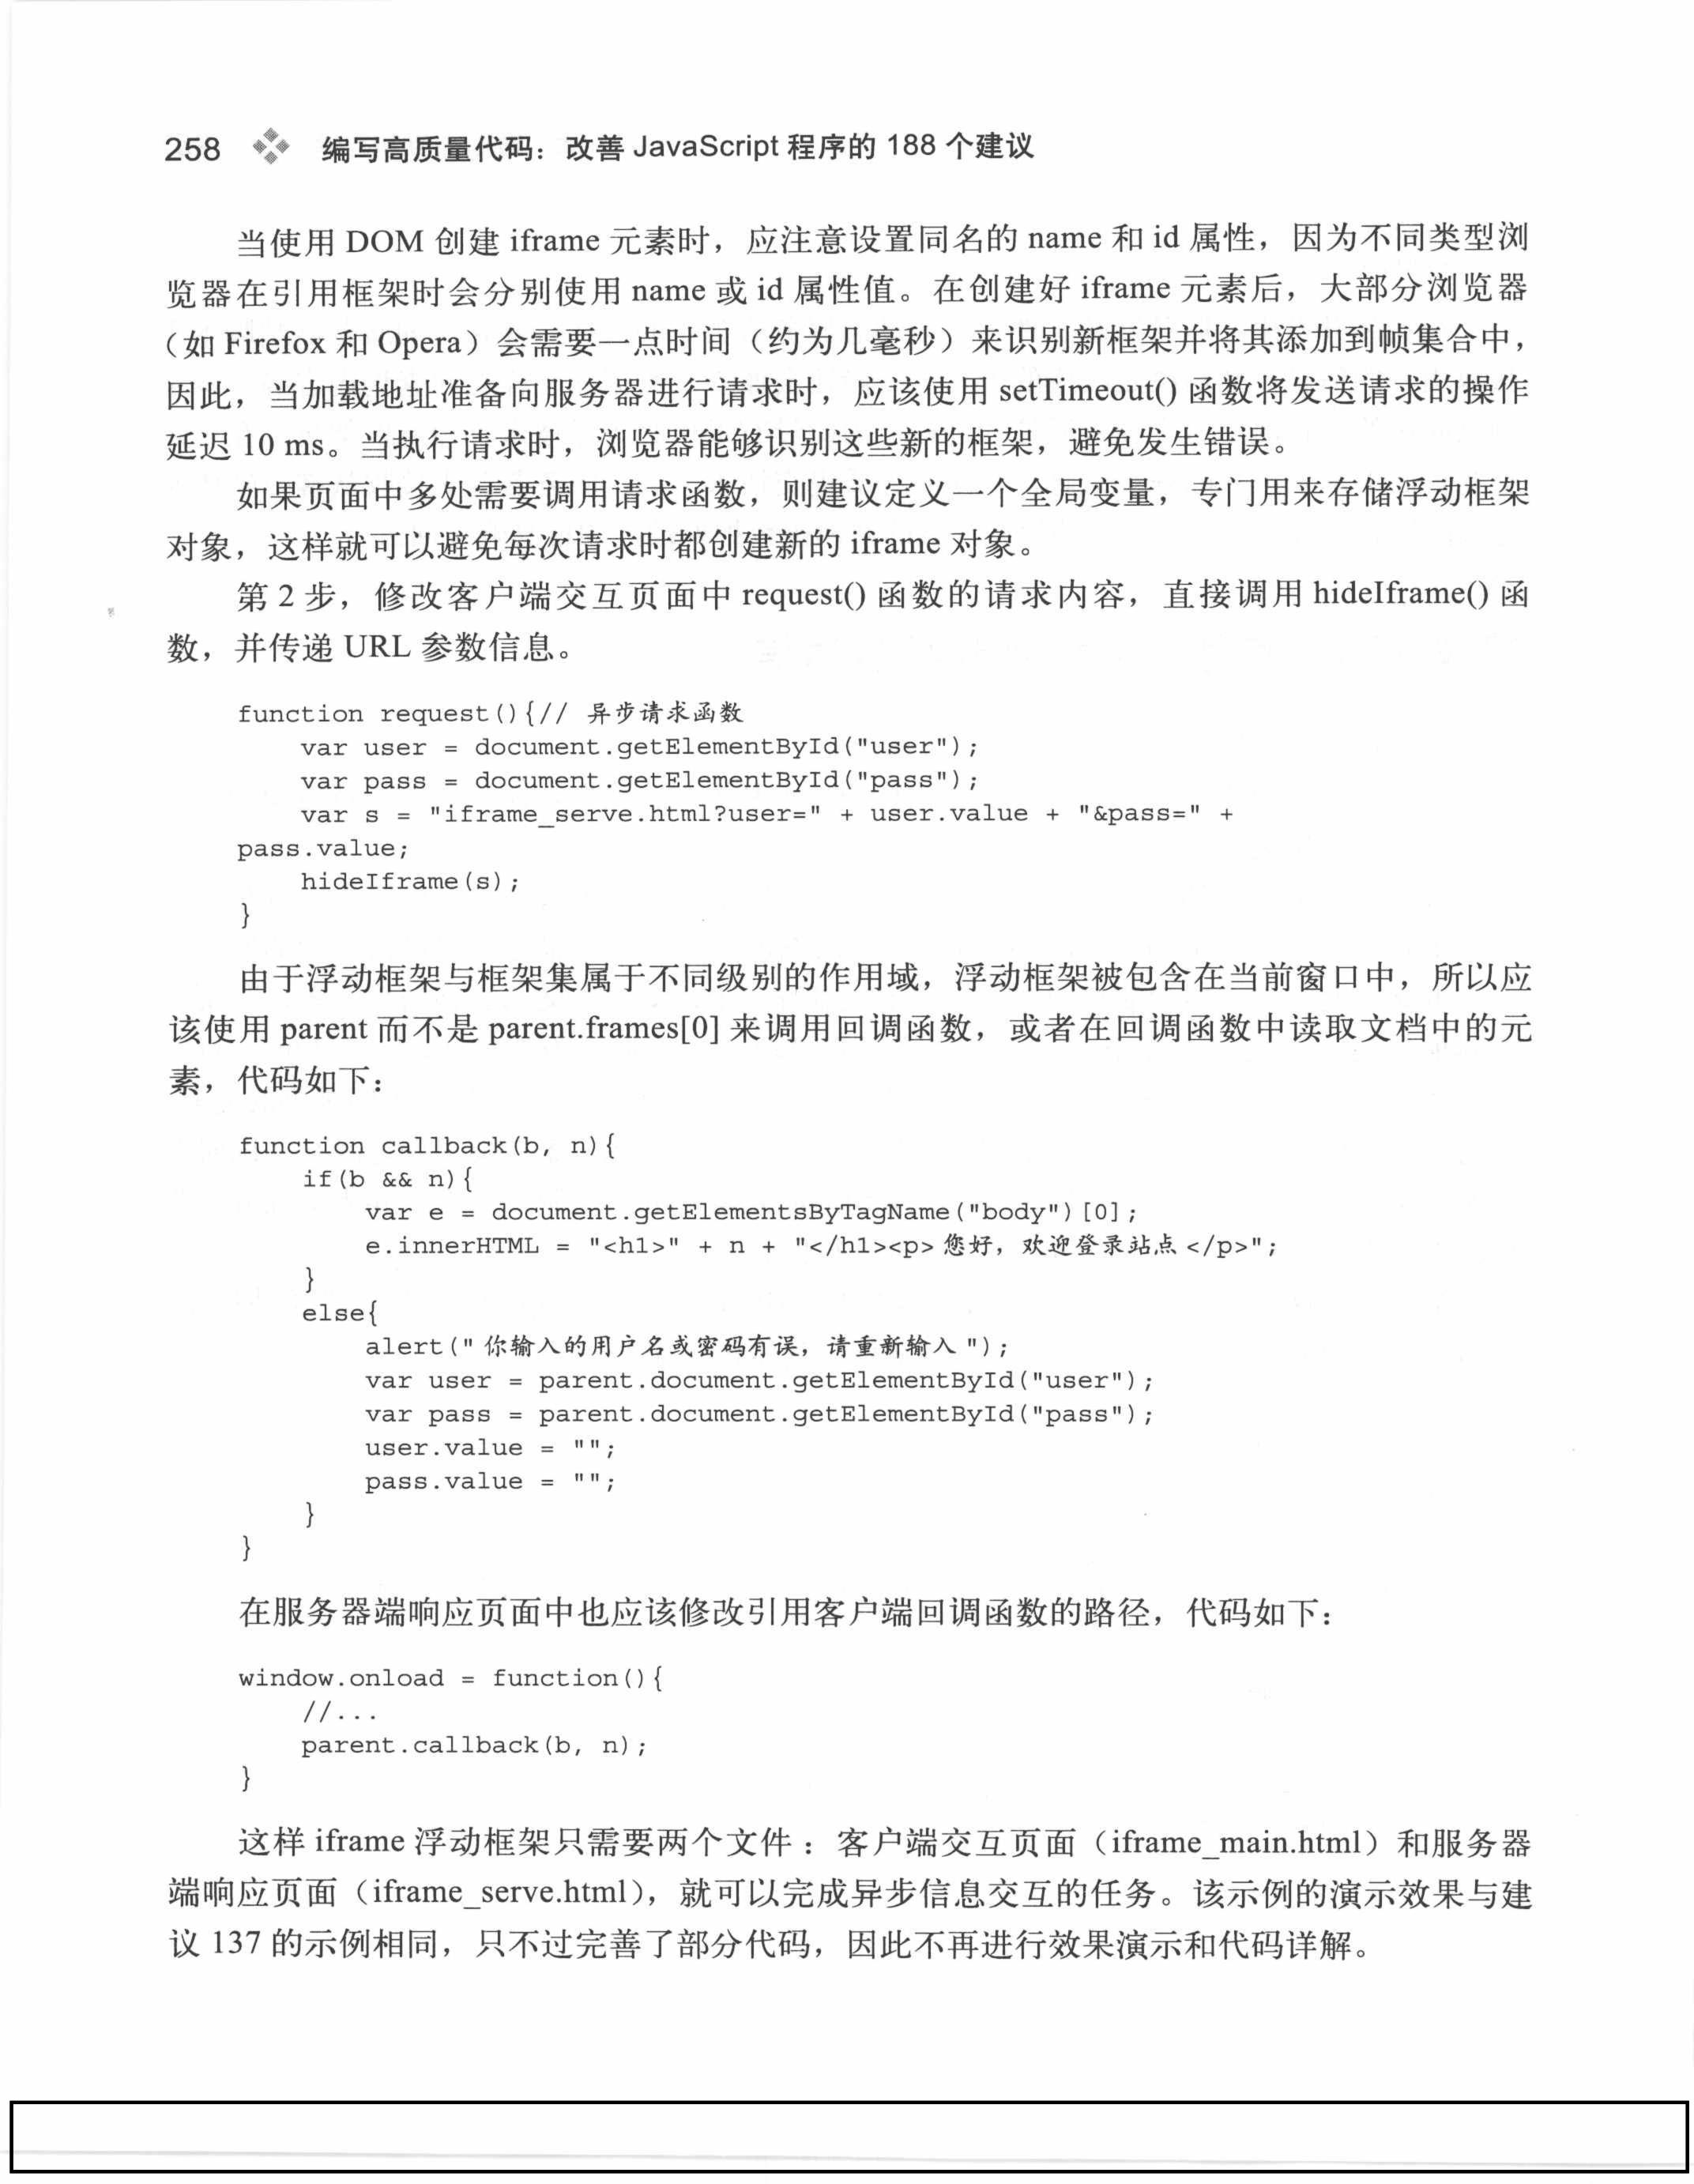 258 编写高质量代码：改善 JavaScript 程序的 188 个建议
当使用 DOM 创建 iframe 元素时，应注意设置同名的 name 和 id 属性，因为不同类型浏
览器在引用框架时会分别使用 name 或 id 属性值。在创建好 iframe 元素后，大部分浏览器
（如 Firefox 和 Opera）会需要一点时间（约为几毫秒）来识别新框架并将其添加到帧集合中，
因此，当加载地址准备向服务器进行请求时，应该使用 setTimeout() 函数将发送请求的操作
延迟 10 ms。当执行请求时，浏览器能够识别这些新的框架，避免发生错误。
如果页面中多处需要调用请求函数，则建议定义一个全局变量，专门用来存储浮动框架
对象，这样就可以避免每次请求时都创建新的 iframe 对象。
第 2 步，修改客户端交互页面中 request() 函数的请求内容，直接调用 hideIframe() 函
数，并传递 URL 参数信息。
function request(){// 异步请求函数
    var user = document.getElementById("user");
    var pass = document.getElementById("pass");
    var s = "iframe_serve.html?user=" + user.value + "&pass=" +
pass.value;
    hideIframe(s);
}
由于浮动框架与框架集属于不同级别的作用域，浮动框架被包含在当前窗口中，所以应
该使用 parent 而不是 parent.frames[0] 来调用回调函数，或者在回调函数中读取文档中的元
素，代码如下：
function callback(b, n){
    if(b && n){
        var e = document.getElementsByTagName("body")[0];
        e.innerHTML = "<h1>" + n + "</h1><p> 您好，欢迎登录站点 </p>";
    }
    else{
        alert(" 你输入的用户名或密码有误，请重新输入 ");
        var user = parent.document.getElementById("user");
        var pass = parent.document.getElementById("pass");
        user.value = "";
        pass.value = "";
    }
}
在服务器端响应页面中也应该修改引用客户端回调函数的路径，代码如下：
window.onload = function(){
    //...
    parent.callback(b, n);
}
这样 iframe 浮动框架只需要两个文件：客户端交互页面（iframe_main.html）和服务器
端响应页面（iframe_serve.html），就可以完成异步信息交互的任务。该示例的演示效果与建
议 137 的示例相同，只不过完善了部分代码，因此不再进行效果演示和代码详解。